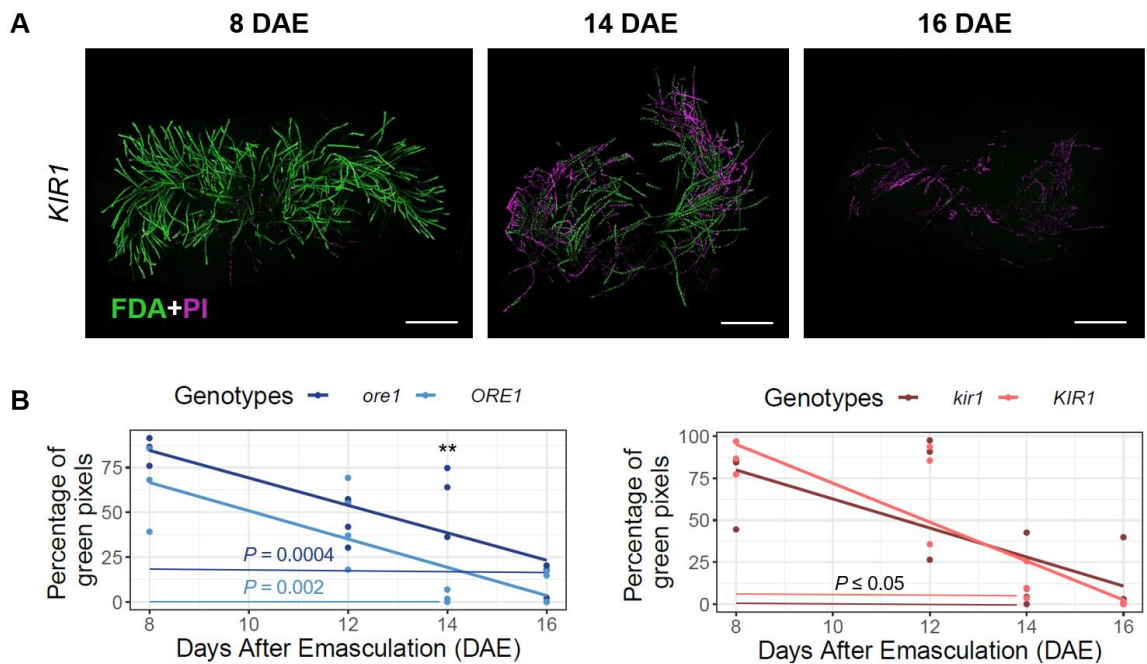 A
8 DAE
14 DAE
16 DAE
KIR1
FDA+PI
B
Genotypes ore1 ORE1
Percentage of
green pixels
75
50
25
0
**
P = 0.0004
P = 0.002
8 10 12 14 16
Days After Emasculation (DAE)
Genotypes kir1 KIR1
Percentage of
green pixels
100
75
50
25
0
P ≤ 0.05
8 10 12 14 16
Days After Emasculation (DAE)